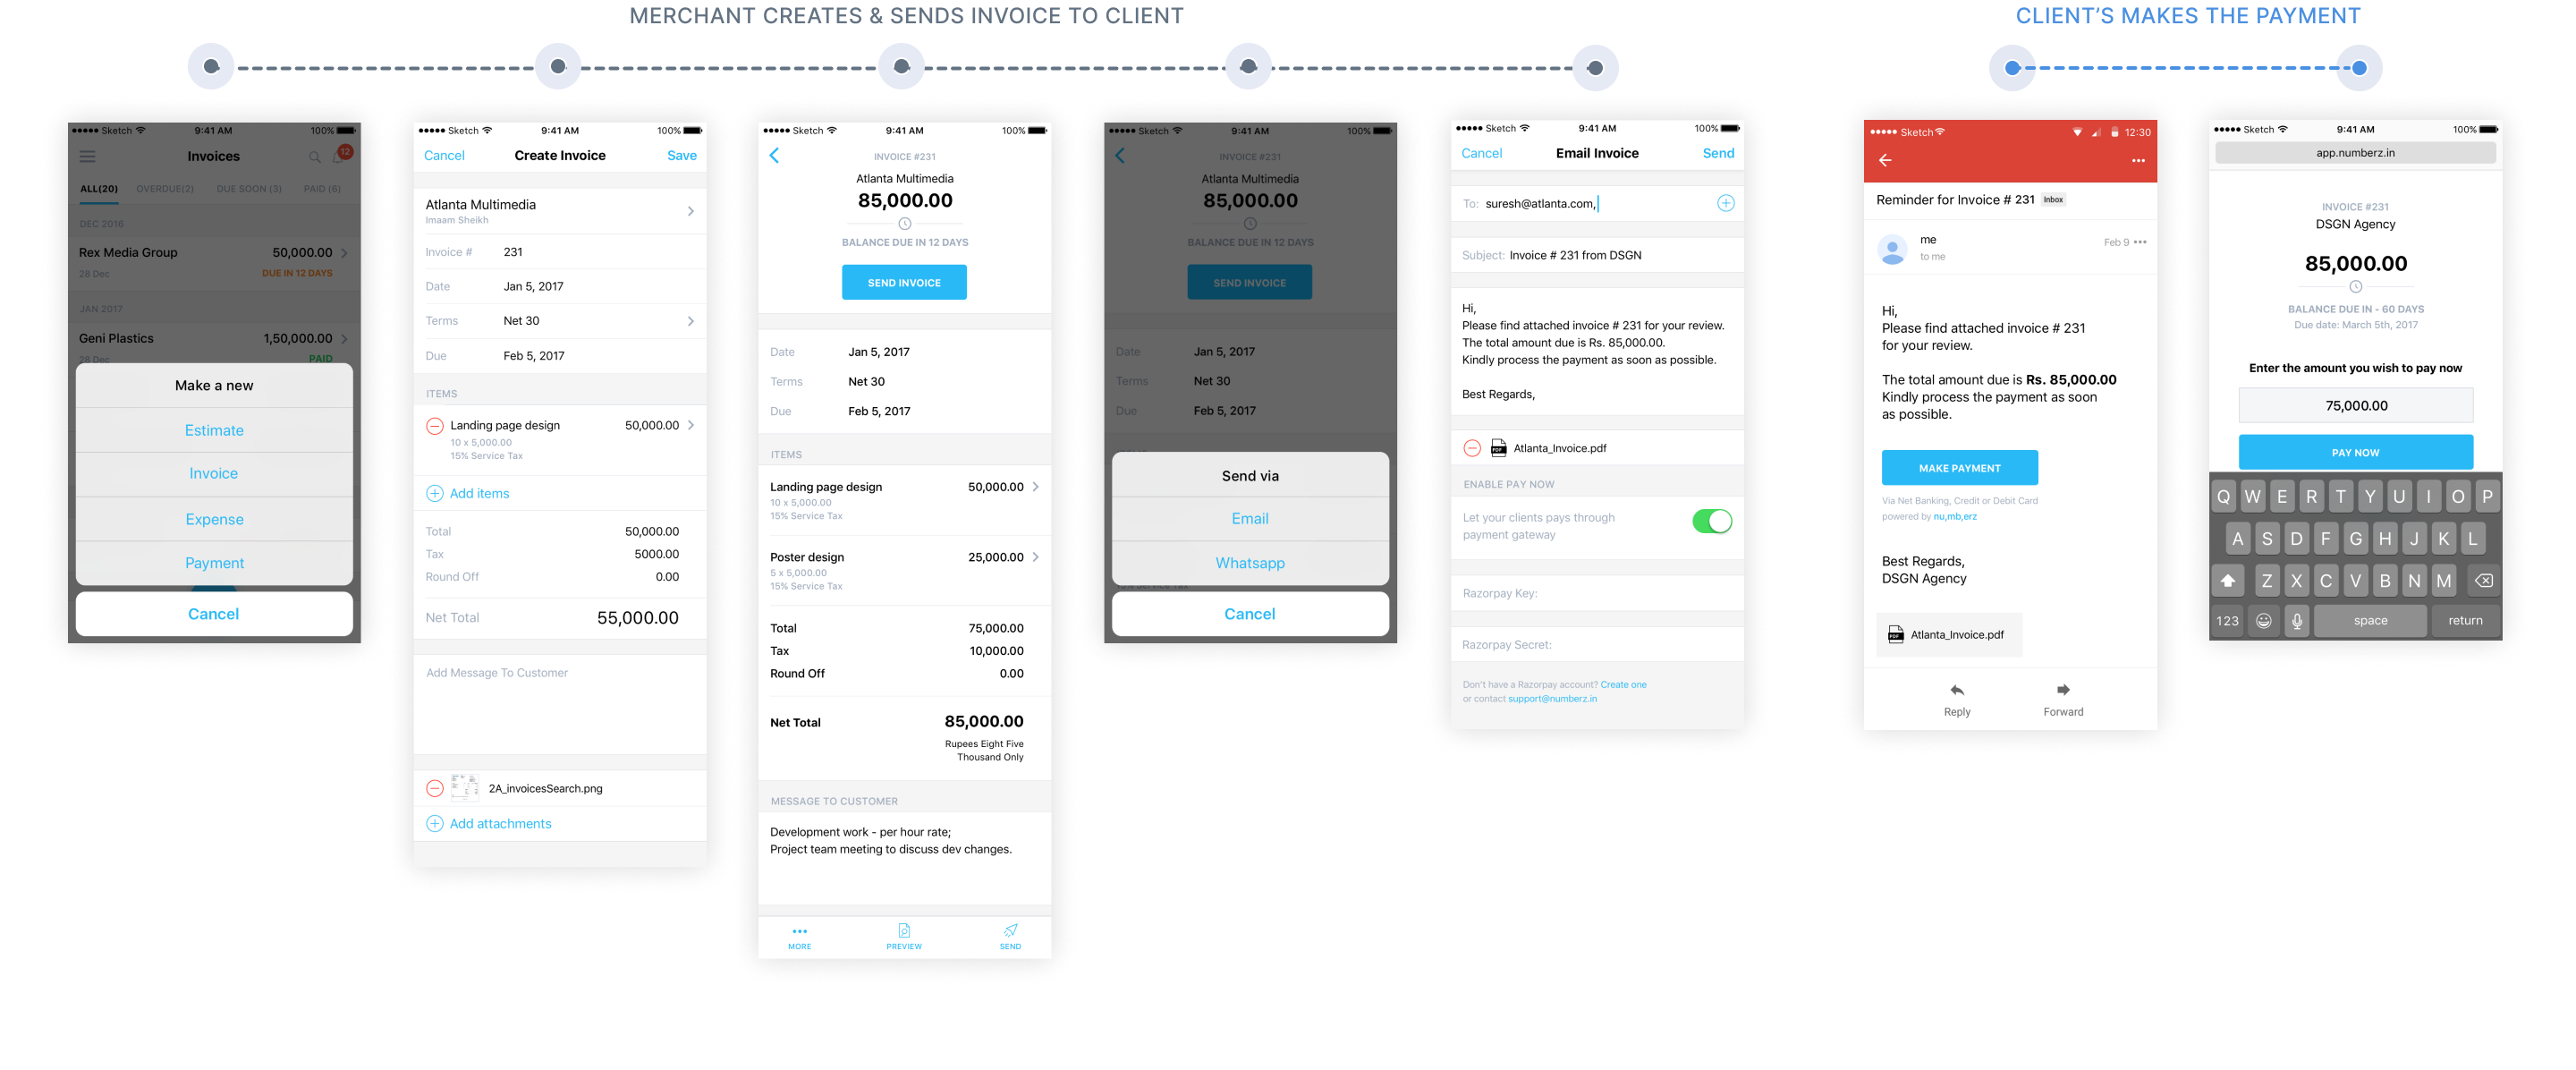 MERCHANT CREATES & SENDS INVOICE TO CLIENT
CLIENT'S MAKES THE PAYMENT
Sketch 9:41 AM 100%
Invoices 12
ALL(20) OVERDUE(2) DUE SOON (3) PAID (6)
DEC 2016
Rex Media Group 50,000.00
28 Dec DUE IN 12 DAYS
JAN 2017
Geni Plastics 1,50,000.00
28 Dec PAID
Make a new
Estimate
Invoice
Expense
Payment
Cancel
Sketch 9:41 AM 100%
Cancel Create Invoice Save
Atlanta Multimedia
Imaam Sheikh
Invoice # 231
Date Jan 5, 2017
Terms Net 30
Due Feb 5, 2017
ITEMS
Landing page design 50,000.00
10 x 5,000.00
15% Service Tax
Add items
Total 50,000.00
Tax 5000.00
Round Off 0.00
Net Total 55,000.00
Add Message To Customer
2A_invoicesSearch.png
Add attachments
Sketch 9:41 AM 100%
INVOICE #231
Atlanta Multimedia
85,000.00
BALANCE DUE IN 12 DAYS
SEND INVOICE
Date Jan 5, 2017
Terms Net 30
Due Feb 5, 2017
ITEMS
Landing page design 50,000.00
10 x 5,000.00
15% Service Tax
Poster design 25,000.00
5 x 5,000.00
15% Service Tax
Total 75,000.00
Tax 10,000.00
Round Off 0.00
Net Total 85,000.00
Rupees Eight Five
Thousand Only
MESSAGE TO CUSTOMER
Development work - per hour rate;
Project team meeting to discuss dev changes.
MORE PREVIEW SEND
Sketch 9:41 AM 100%
INVOICE #231
Atlanta Multimedia
85,000.00
BALANCE DUE IN 12 DAYS
SEND INVOICE
Date Jan 5, 2017
Terms Net 30
Due Feb 5, 2017
Send via
Email
Whatsapp
Cancel
Sketch 9:41 AM 100%
Cancel Email Invoice Send
To: suresh@atlanta.com,
Subject: Invoice # 231 from DSGN
Hi,
Please find attached invoice # 231 for your review.
The total amount due is Rs. 85,000.00.
Kindly process the payment as soon as possible.
Best Regards,
PDF Atlanta_Invoice.pdf
ENABLE PAY NOW
Let your clients pays through
payment gateway
Razorpay Key:
Razorpay Secret:
Don't have a Razorpay account? Create one
or contact support@numberz.in
Sketch 12:30
Reminder for Invoice # 231 Inbox
me Feb 9
to me
Hi,
Please find attached invoice # 231
for your review.
The total amount due is Rs. 85,000.00
Kindly process the payment as soon
as possible.
MAKE PAYMENT
Via Net Banking, Credit or Debit Card
powered by nu,mb,erz
Best Regards,
DSGN Agency
PDF Atlanta_Invoice.pdf
Reply Forward
Sketch 9:41 AM 100%
app.numberz.in
INVOICE #231
DSGN Agency
85,000.00
BALANCE DUE IN - 60 DAYS
Due date: March 5th, 2017
Enter the amount you wish to pay now
75,000.00
PAY NOW
Q W E R T Y U I O P
A S D F G H J K L
Z X C V B N M
123 space return